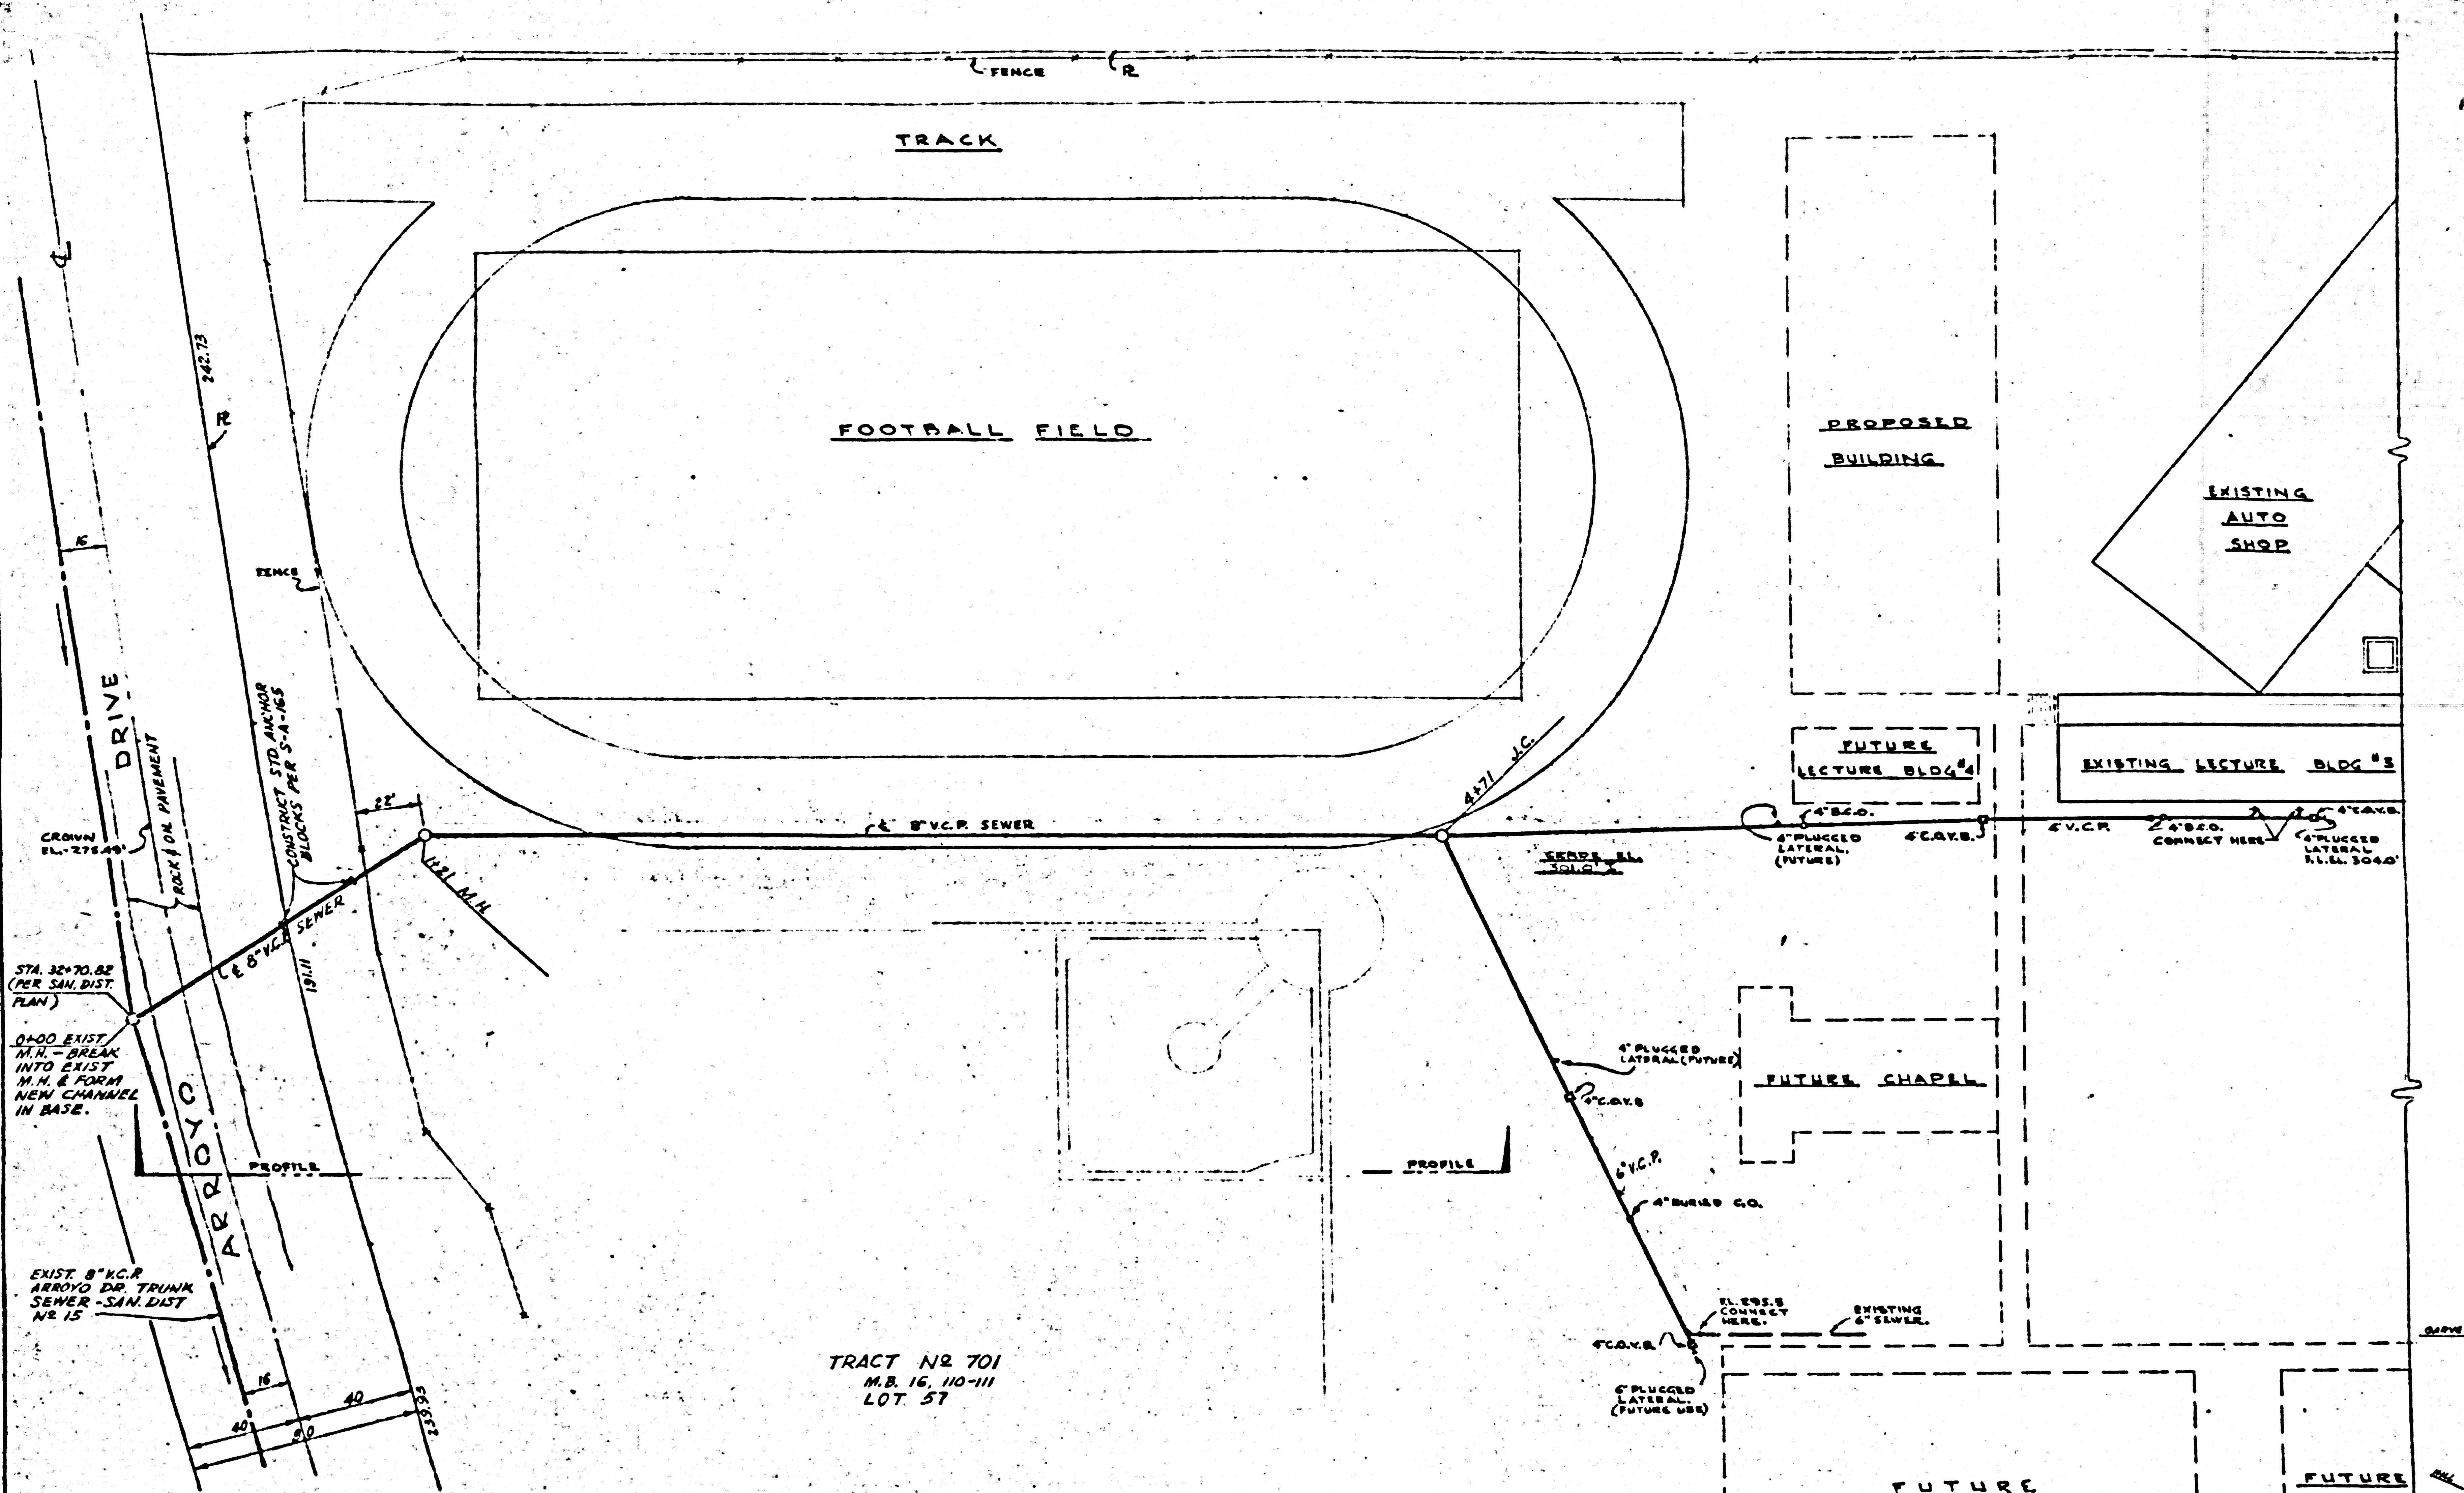 FENCE
TRACK
FOOTBALL FIELD
PROPOSED
BUILDING
EXISTING
AUTO
SHOP
242.73
16
FENCE
DRIVE
ROCK & OIL PAVEMENT
CONSTRUCT STD. ANCHOR
BLOCKS PER S-A-165
CROWN
EL.-275.49'
22'
1+21 M.H.
℄ 8" V.C.P. SEWER
4+71 J.C.
FUTURE
LECTURE BLDG #4
EXISTING LECTURE BLDG #3
4" B.C.O.
4" PLUGGED
LATERAL.
(FUTURE)
4" C.O.Y.B.
4" B.C.O.
CONNECT HERE
4" C.O.Y.B.
4" PLUGGED
LATERAL
F.L.EL. 304.0'
GRADE EL.
301.0' ±
℄ 8" V.C.P. SEWER
191.11
STA. 32+70.82
(PER SAN. DIST.
PLAN)
0+00 EXIST
M.H. - BREAK
INTO EXIST
M.H. & FORM
NEW CHANNEL
IN BASE.
ARROYO
PROFILE
PROFILE
4" PLUGGED
LATERAL (FUTURE)
4" C.O.Y.B
FUTURE CHAPEL
6" V.C.P.
4" BURIED C.O.
EXIST. 8" V.C.P.
ARROYO DR. TRUNK
SEWER - SAN. DIST
Nº 15
F.L. 295.5
CONNECT
HERE.
EXISTING
6" SEWER.
4" C.O.Y.B.
6" PLUGGED
LATERAL.
(FUTURE USE)
TRACT Nº 701
M.B. 16, 110-111
LOT 57
16
40
40
239.93
FUTURE
FUTURE